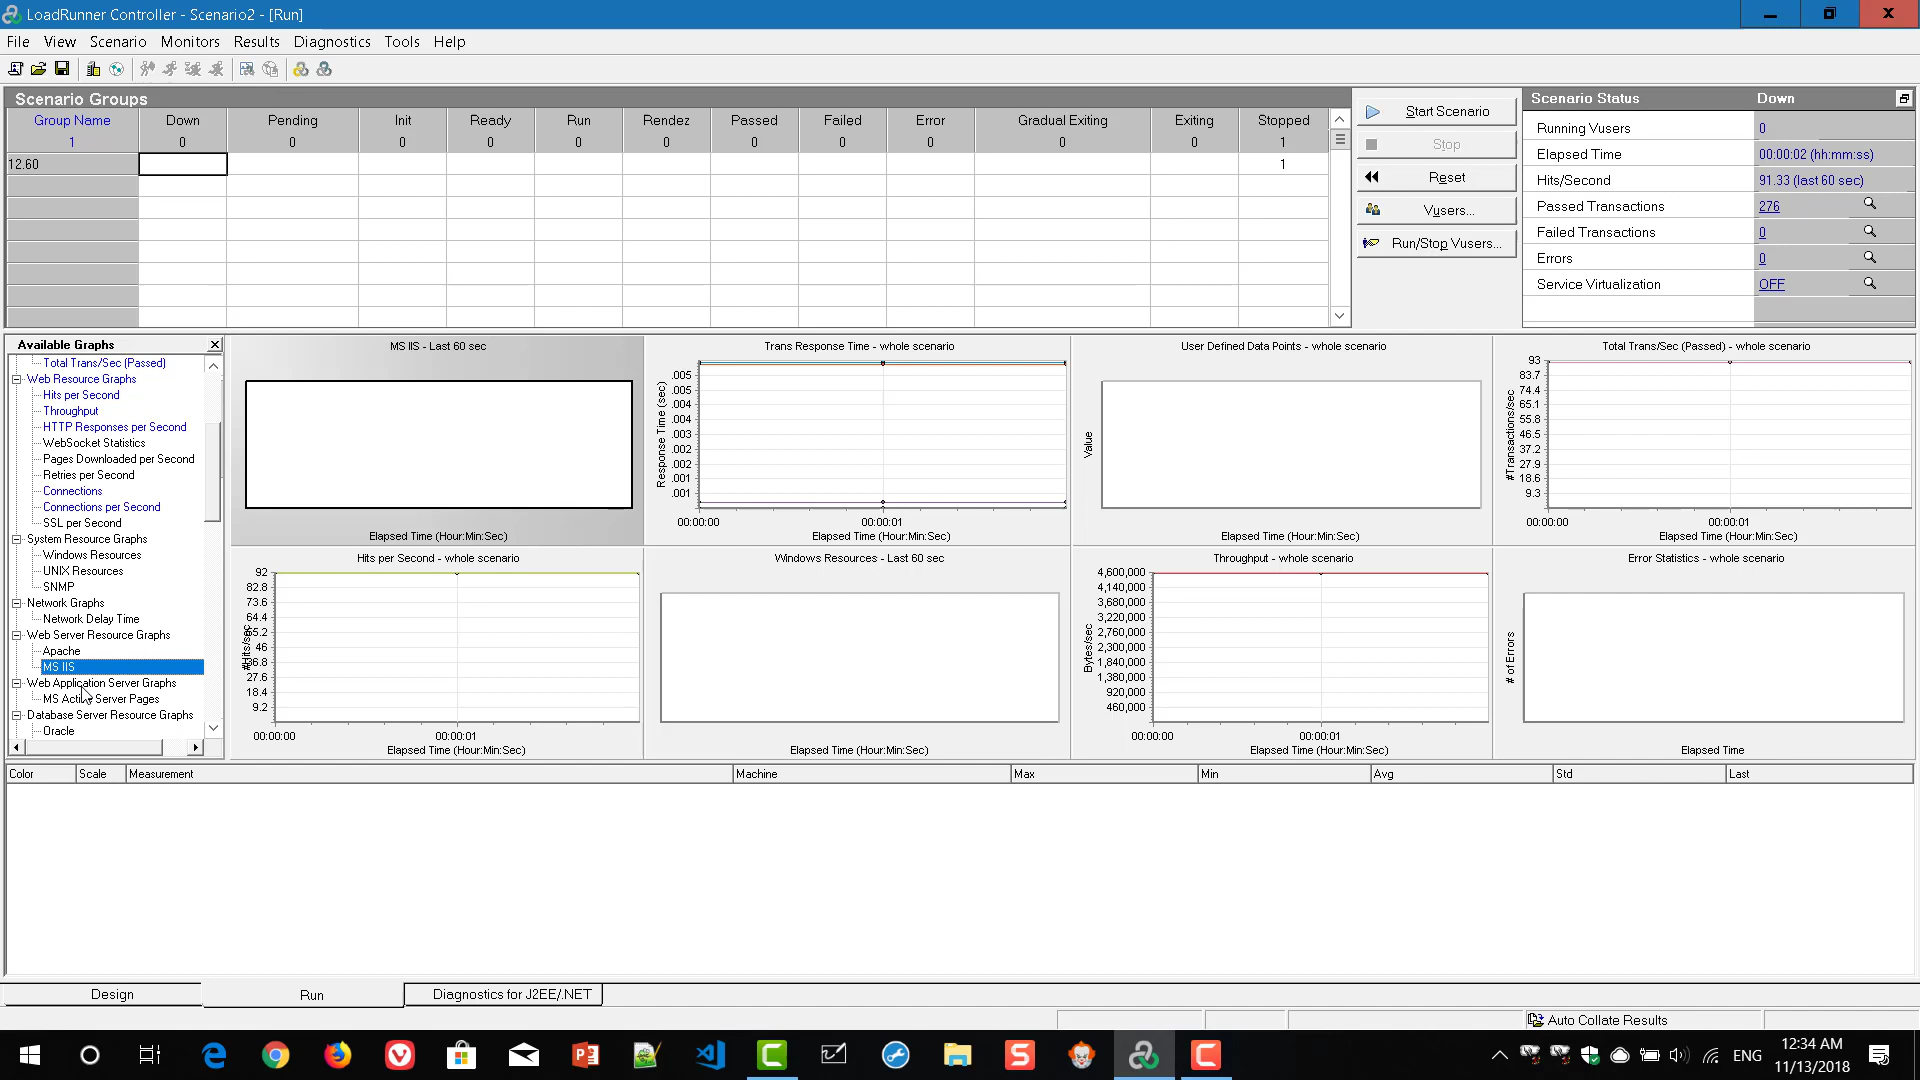 LoadRunner Controller - Scenario2 - [Run]
File View Scenario Monitors Results Diagnostics Tools Help
Scenario Groups
Group Name Down Pending Init Ready Run Rendez Passed Failed Error Gradual Exiting Exiting Stopped
1 0 0 0 0 0 0 0 0 0 0 0 1
12.60 1
Start Scenario
Stop
Reset
Vusers...
Run/Stop Vusers...
Scenario Status Down
Running Vusers 0
Elapsed Time 00:00:02 (hh:mm:ss)
Hits/Second 91.33 (last 60 sec)
Passed Transactions 276
Failed Transactions 0
Errors 0
Service Virtualization OFF
Available Graphs
Total Trans/Sec (Passed)
Web Resource Graphs
Hits per Second
Throughput
HTTP Responses per Second
WebSocket Statistics
Pages Downloaded per Second
Retries per Second
Connections
Connections per Second
SSL per Second
System Resource Graphs
Windows Resources
UNIX Resources
SNMP
Network Graphs
Network Delay Time
Web Server Resource Graphs
Apache
MS IIS
Web Application Server Graphs
MS Active Server Pages
Database Server Resource Graphs
Oracle
MS IIS - Last 60 sec
Elapsed Time (Hour:Min:Sec)
Trans Response Time - whole scenario
Response Time (sec)
.005
.005
.004
.004
.003
.002
.002
.001
.001
00:00:00 00:00:01
Elapsed Time (Hour:Min:Sec)
User Defined Data Points - whole scenario
Value
Elapsed Time (Hour:Min:Sec)
Total Trans/Sec (Passed) - whole scenario
#Transactions/sec
93
83.7
74.4
65.1
55.8
46.5
37.2
27.9
18.6
9.3
00:00:00 00:00:01
Elapsed Time (Hour:Min:Sec)
Hits per Second - whole scenario
#Hits/sec
92
82.8
73.6
64.4
55.2
46
36.8
27.6
18.4
9.2
00:00:00 00:00:01
Elapsed Time (Hour:Min:Sec)
Windows Resources - Last 60 sec
Elapsed Time (Hour:Min:Sec)
Throughput - whole scenario
Bytes/sec
4,600,000
4,140,000
3,680,000
3,220,000
2,760,000
2,300,000
1,840,000
1,380,000
920,000
460,000
00:00:00 00:00:01
Elapsed Time (Hour:Min:Sec)
Error Statistics - whole scenario
# of Errors
Elapsed Time
Color Scale Measurement Machine Max Min Avg Std Last
Design Run Diagnostics for J2EE/.NET
Auto Collate Results
ENG
12:34 AM
11/13/2018